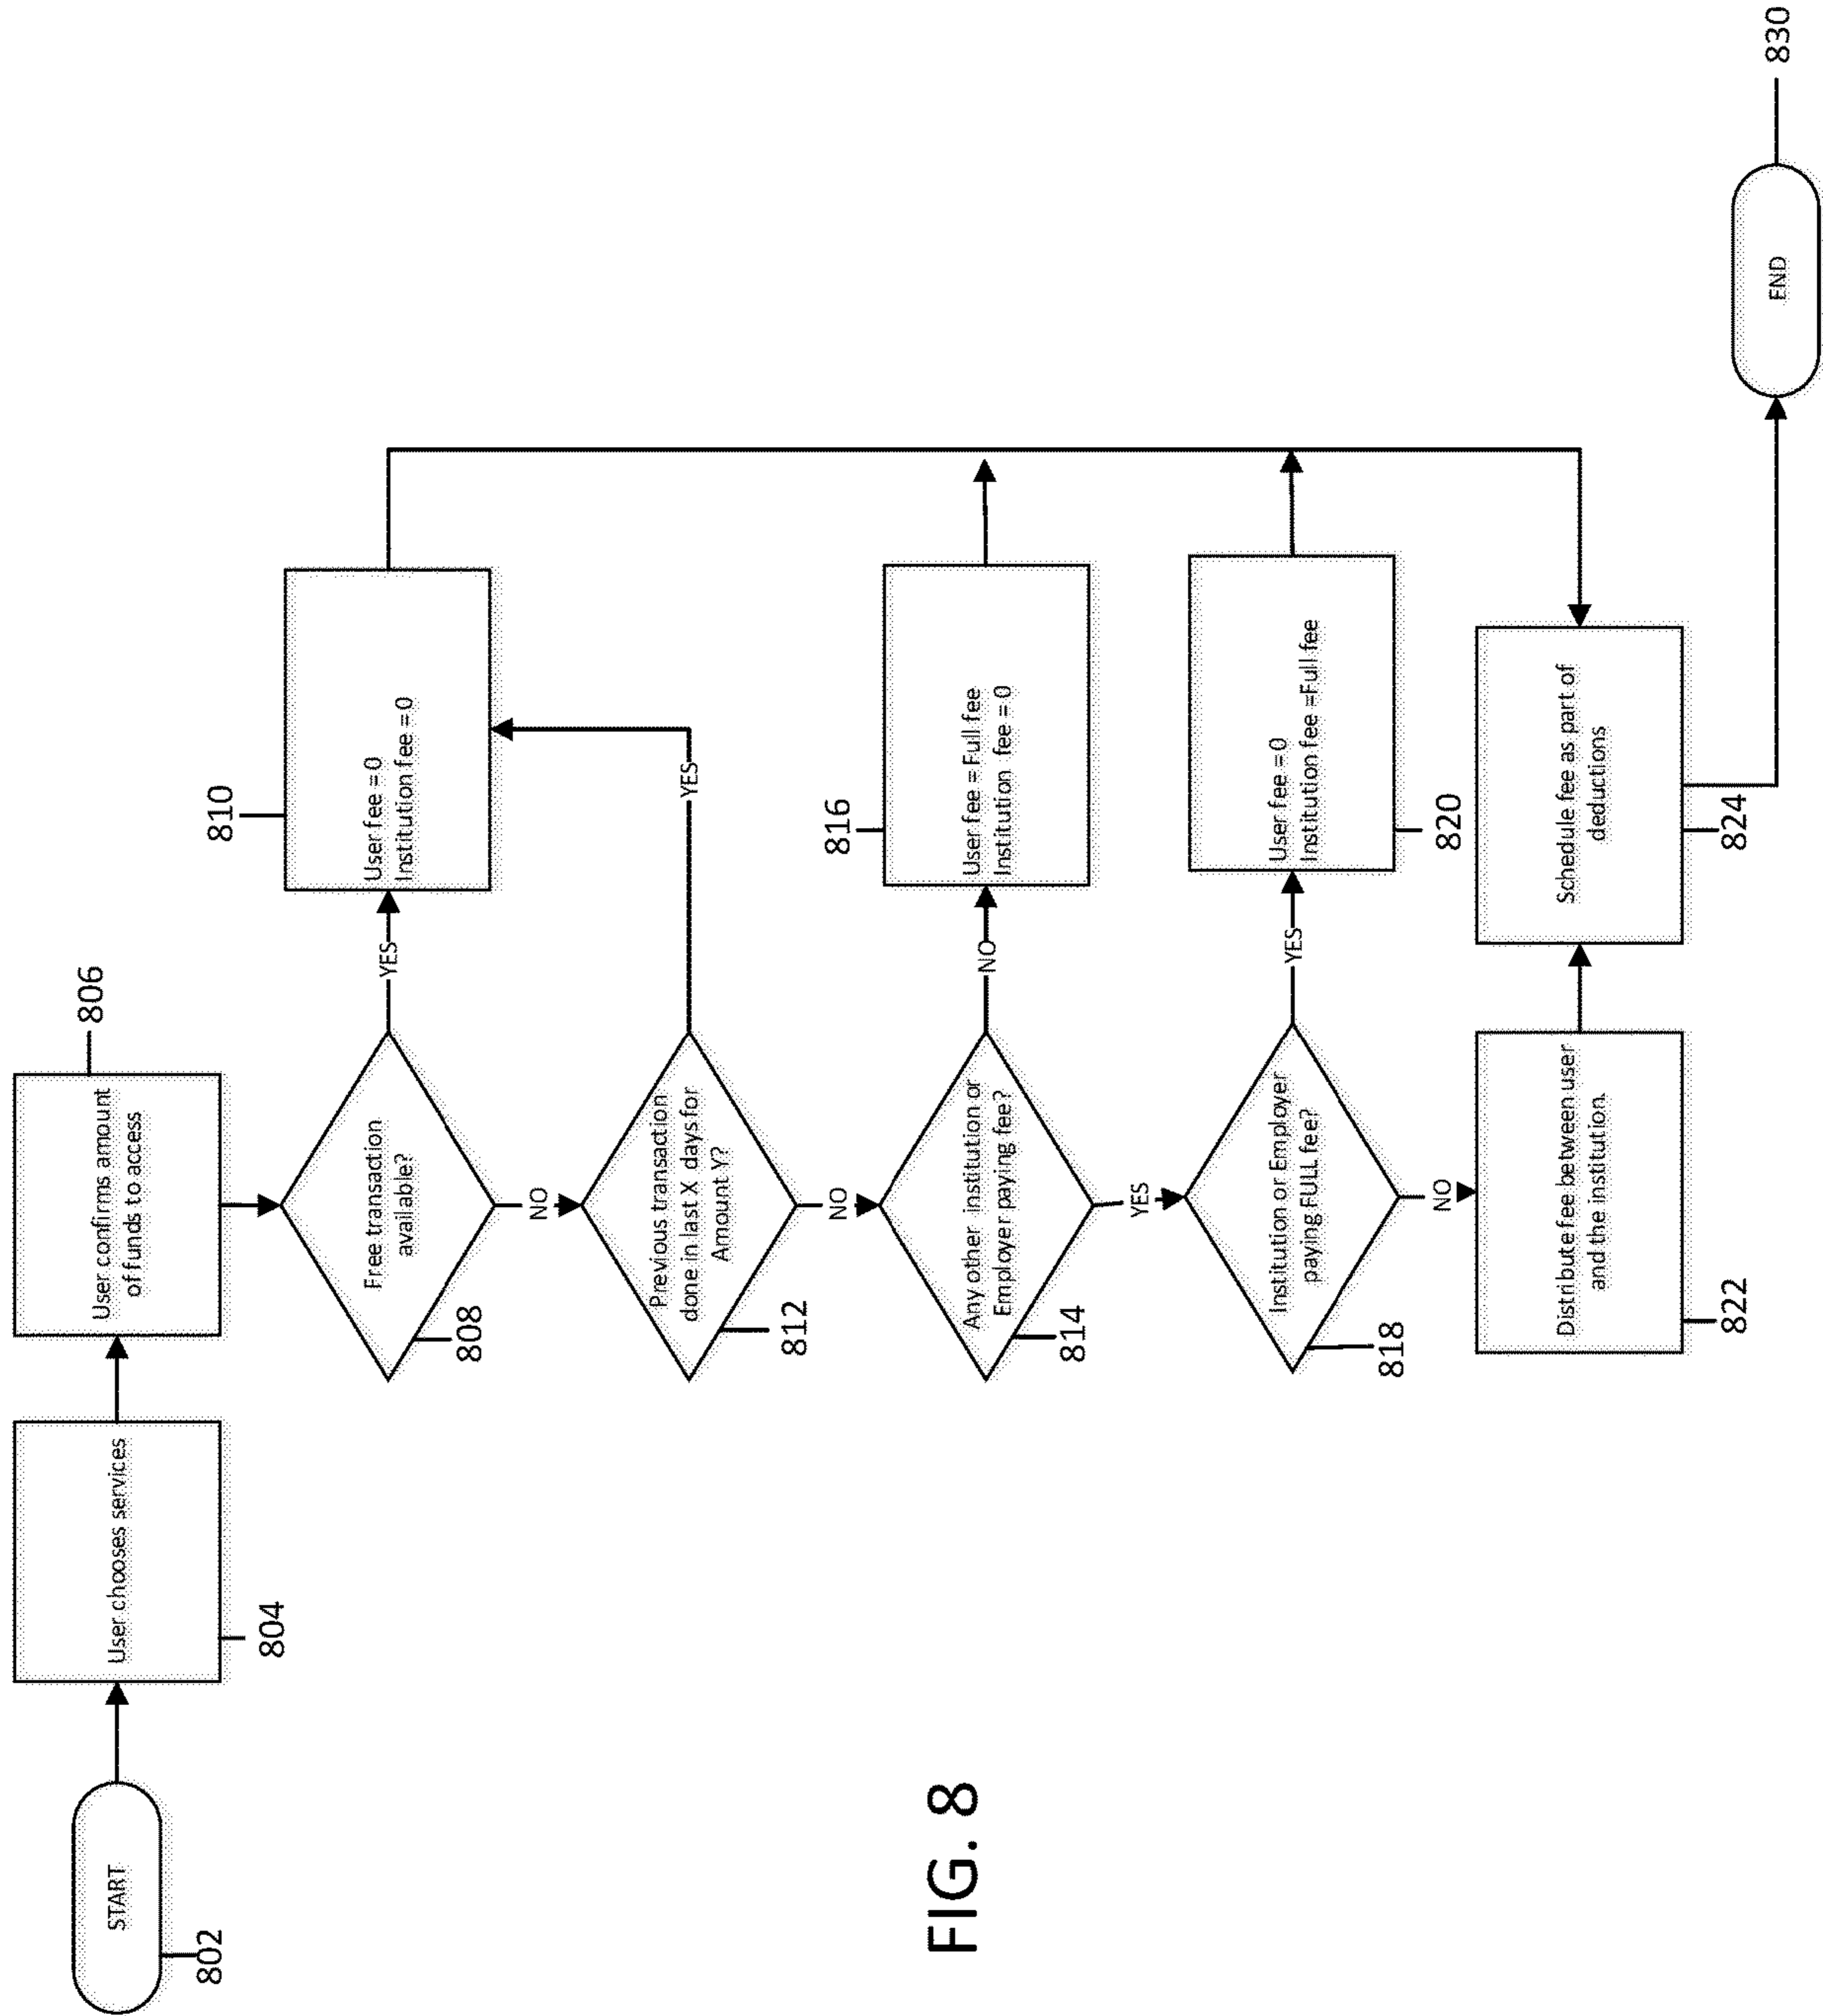 802
START
804
User chooses services
806
User confirms amount
of funds to access
808
Free transaction
available?
YES
810
User fee = 0
Institution fee = 0
NO
812
Previous transaction
done in last X days for
Amount Y?
YES
NO
814
Any other institution or
Employer paying fee?
NO
816
User fee = Full fee
Institution fee = 0
YES
818
Institution or Employer
paying FULL fee?
YES
820
User fee = 0
Institution fee =Full fee
NO
822
Distribute fee between user
and the institution.
824
Schedule fee as part of
deductions
END
830
FIG. 8